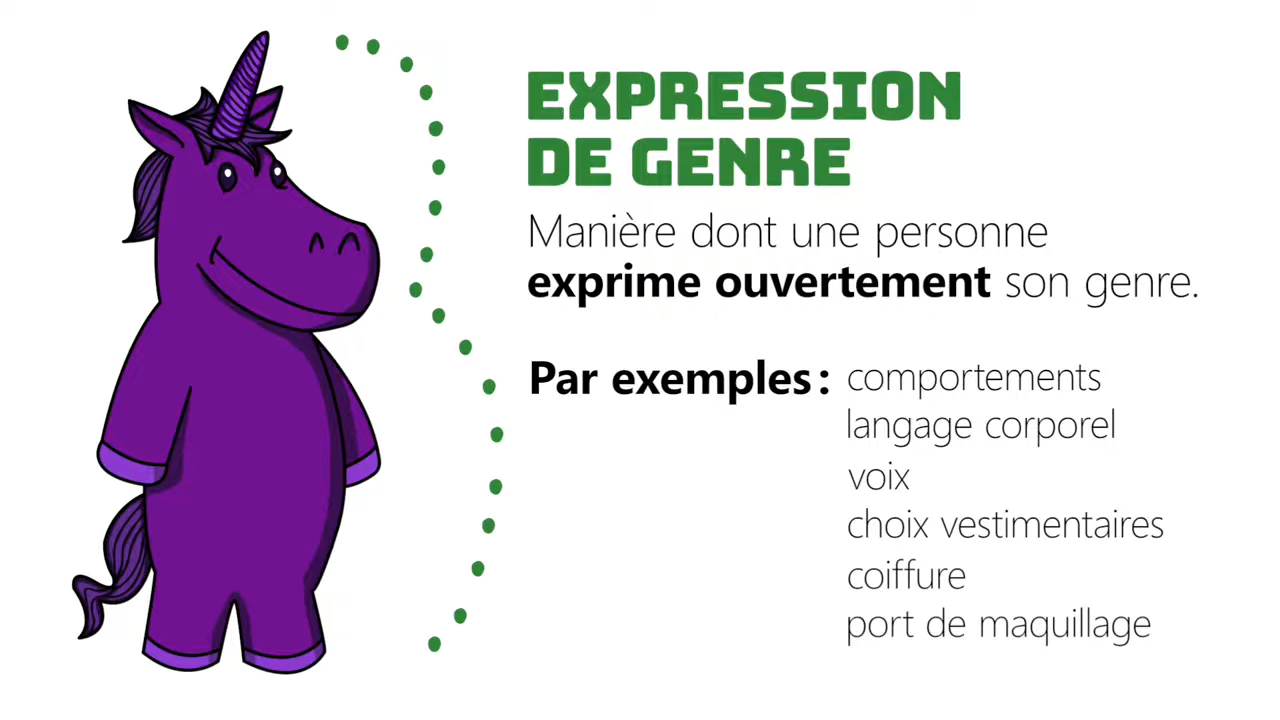 EXPRESSION
DE GENRE
Manière dont une personne
exprime ouvertement son genre.
Par exemples : comportements
langage corporel
voix
choix vestimentaires
coiffure
port de maquillage